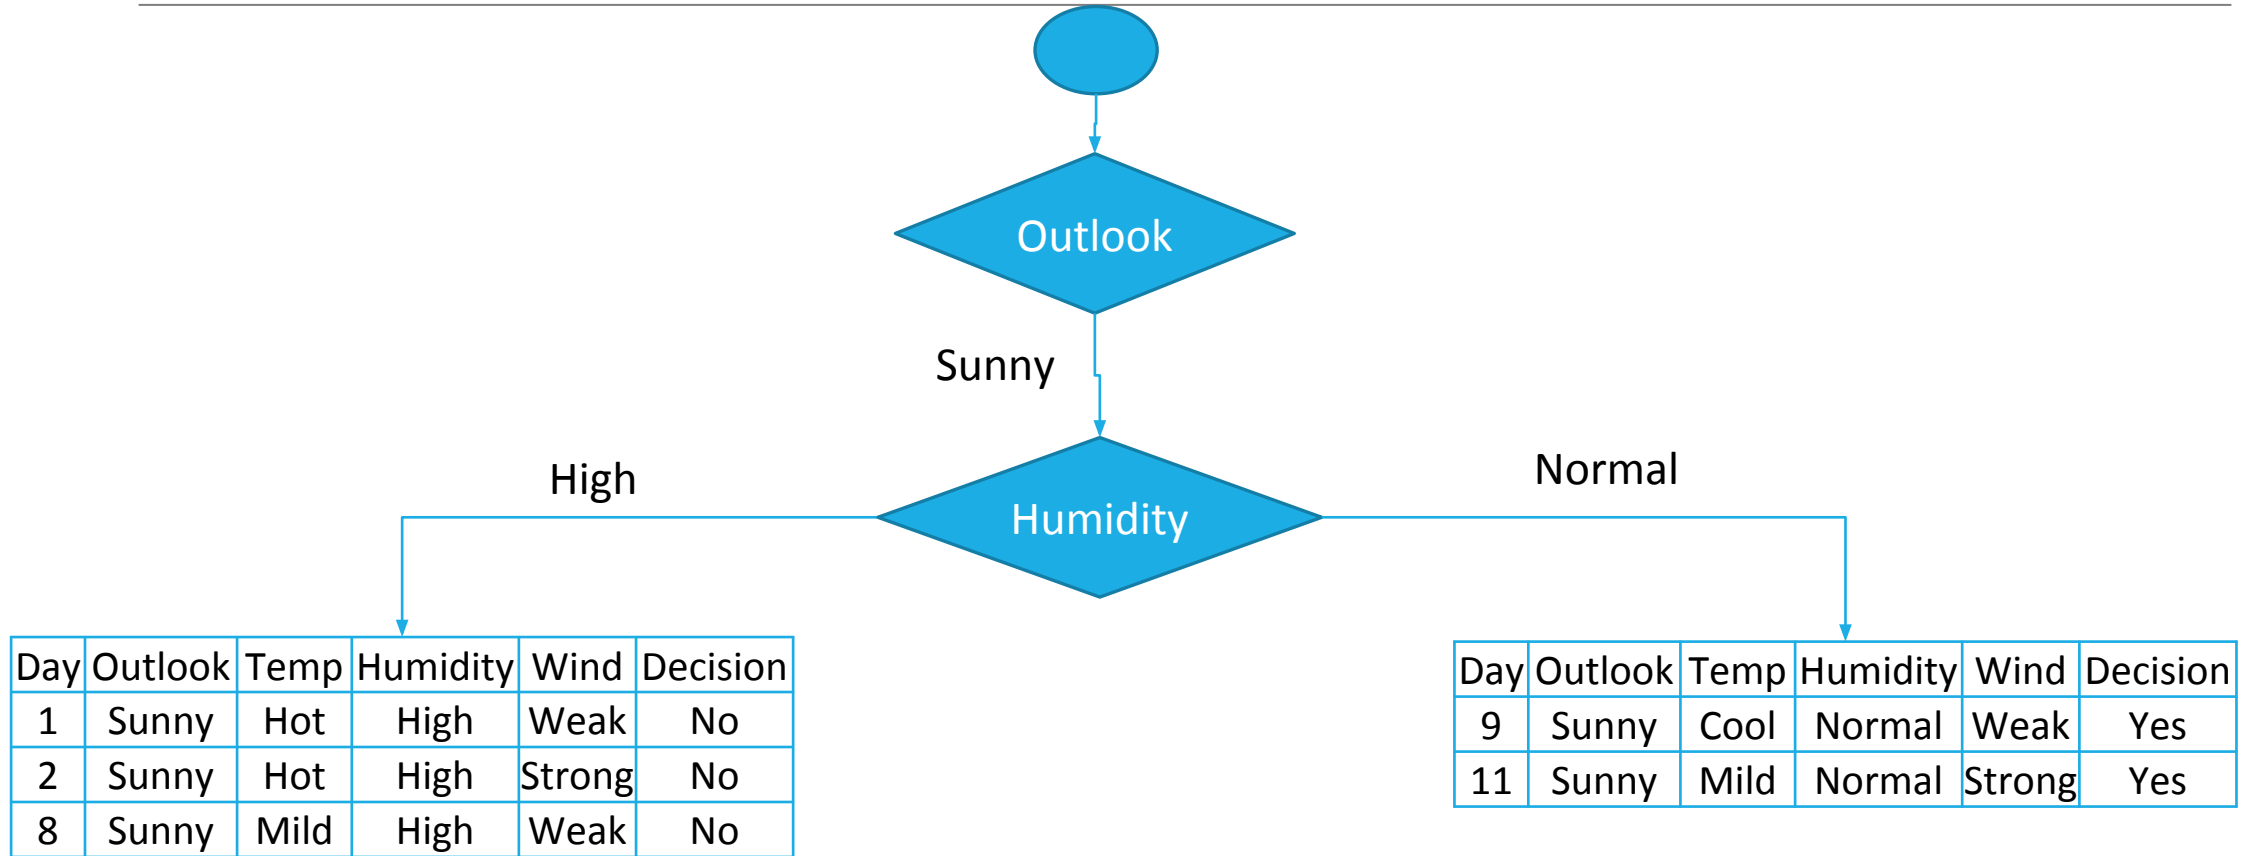 Outlook
Sunny
High
Normal
Humidity
Day Outlook Temp Humidity Wind Decision
1 Sunny Hot High Weak No
2 Sunny Hot High Strong No
8 Sunny Mild High Weak No
Day Outlook Temp Humidity Wind Decision
9 Sunny Cool Normal Weak Yes
11 Sunny Mild Normal Strong Yes